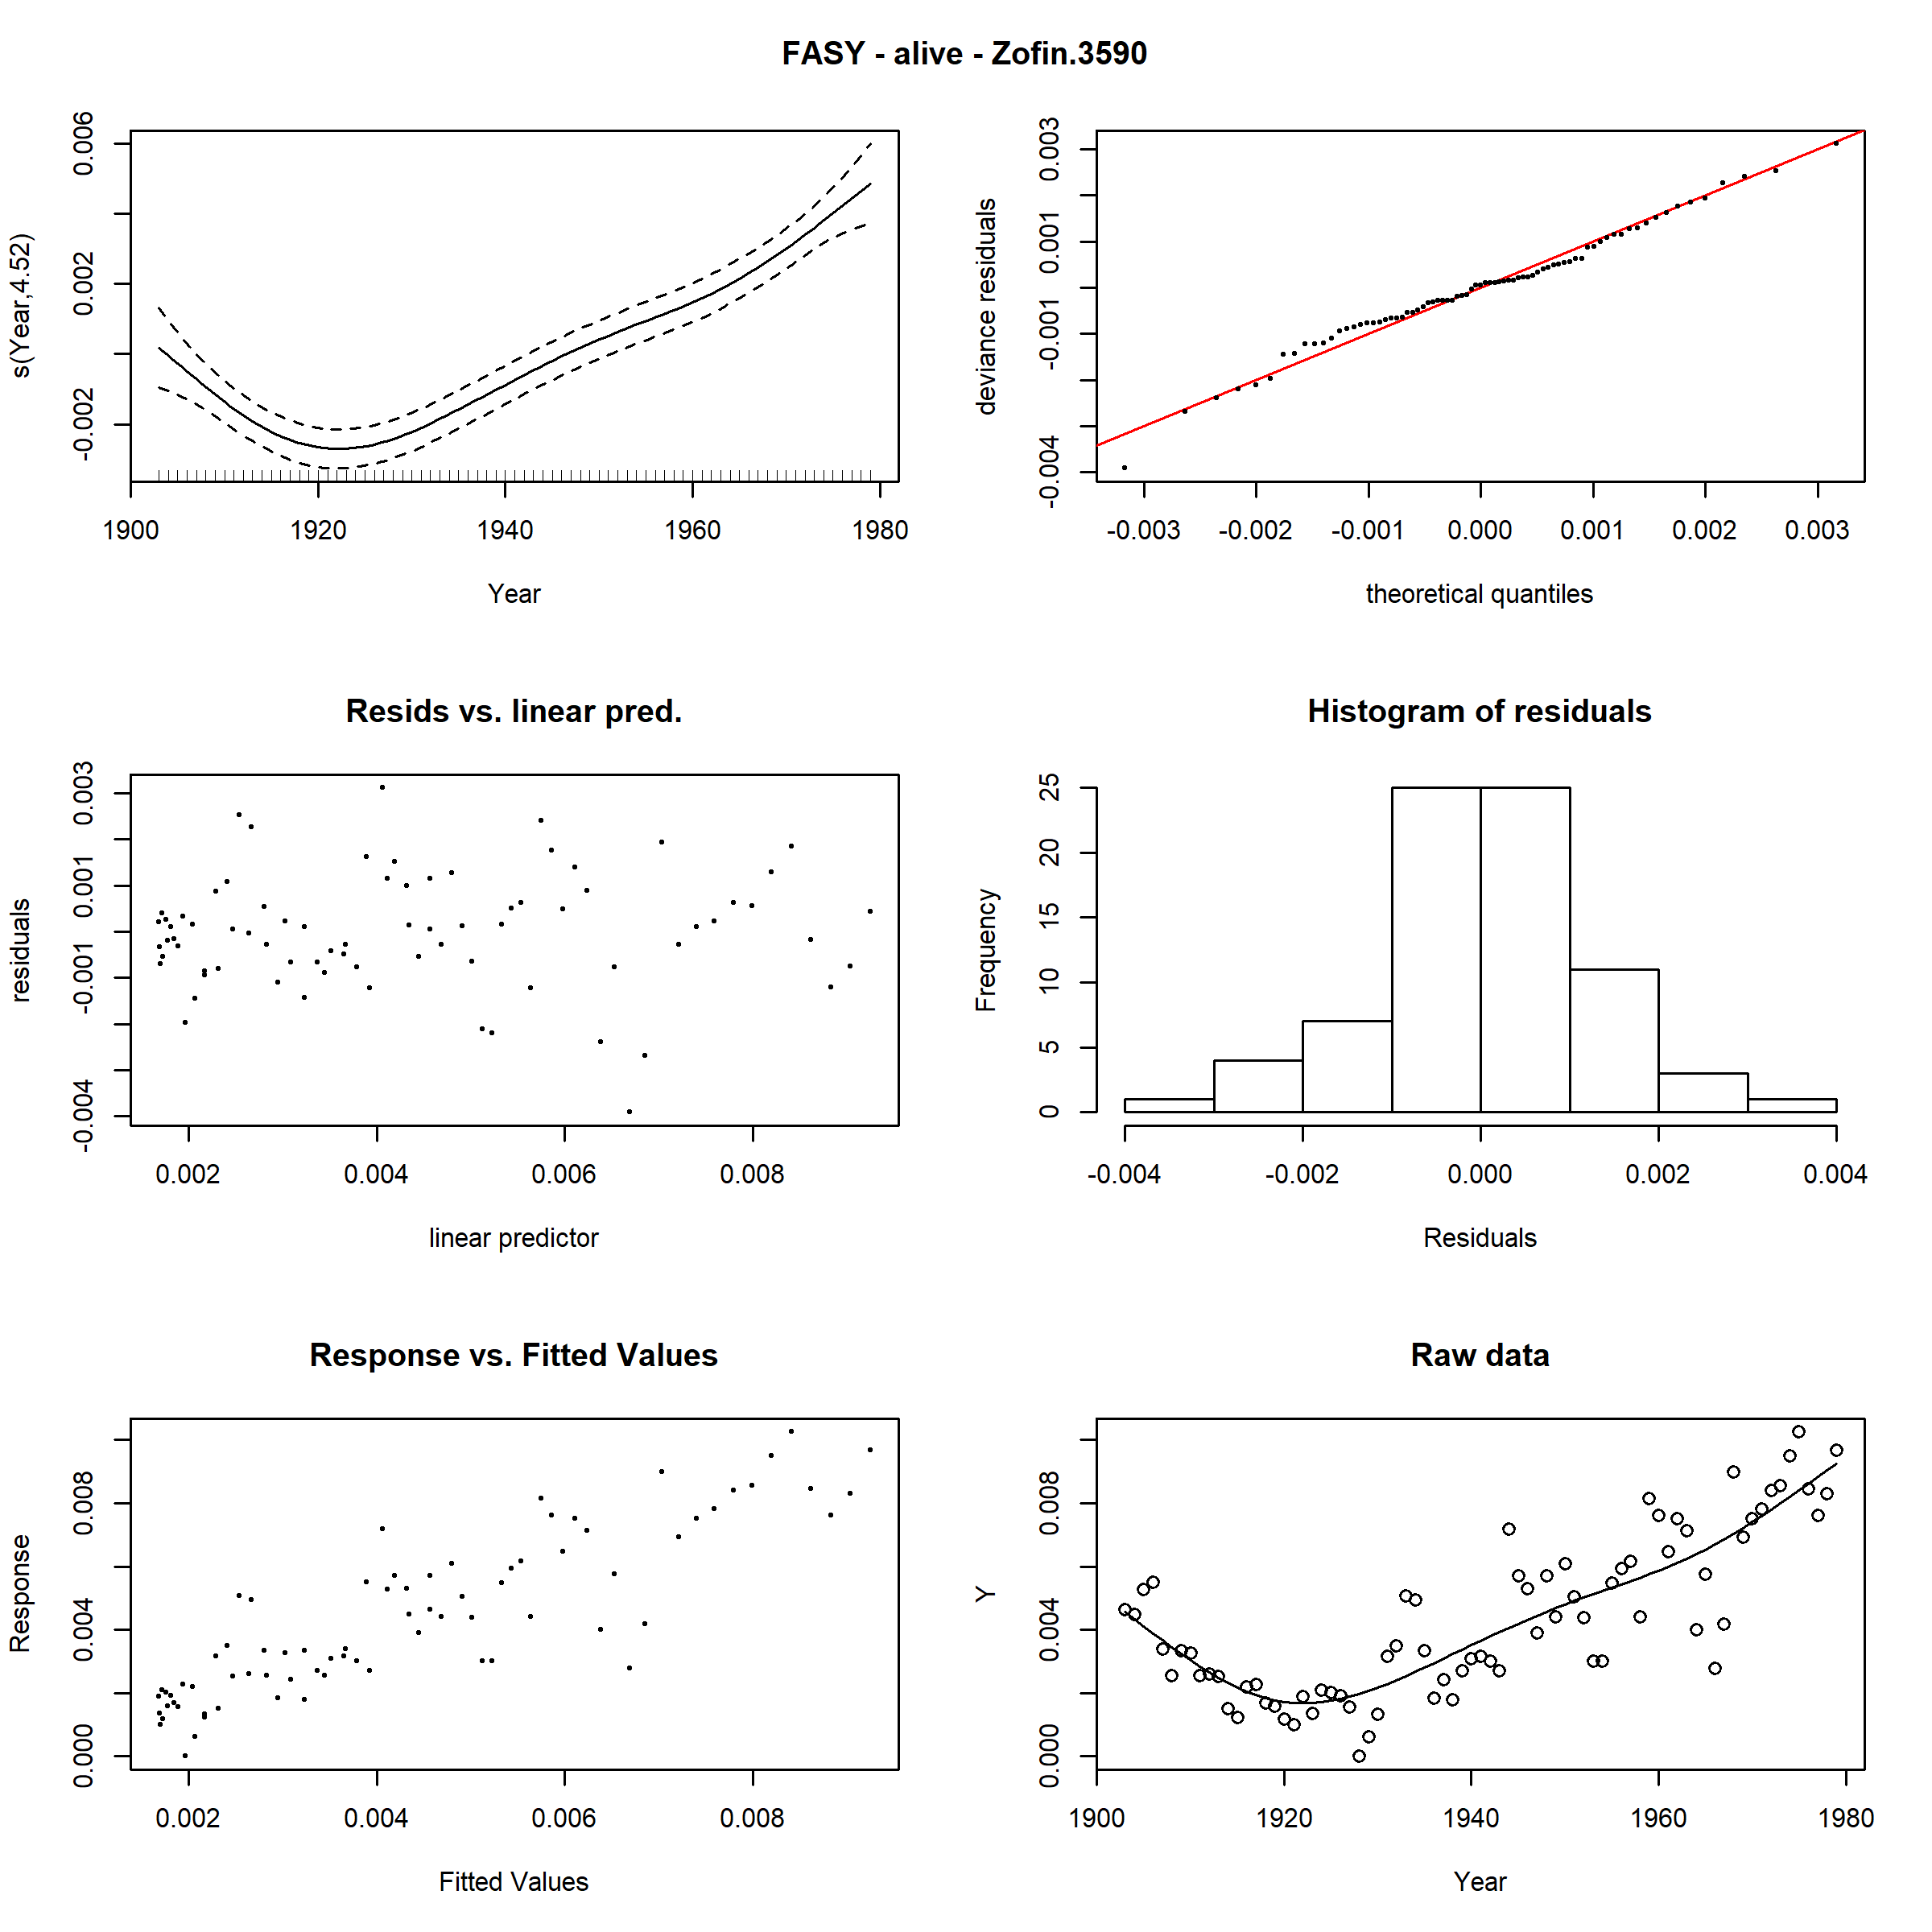 FASY - alive - Zofin.3590
s(Year,4.52)
-0.002 0.002 0.006
1900 1920 1940 1960 1980
Year
deviance residuals
-0.004 -0.001 0.001 0.003
-0.003 -0.002 -0.001 0.000 0.001 0.002 0.003
theoretical quantiles
Resids vs. linear pred.
residuals
-0.004 -0.001 0.001 0.003
0.002 0.004 0.006 0.008
linear predictor
Histogram of residuals
Frequency
0 5 10 15 20 25
-0.004 -0.002 0.000 0.002 0.004
Residuals
Response vs. Fitted Values
Response
0.000 0.004 0.008
0.002 0.004 0.006 0.008
Fitted Values
Raw data
Y
0.000 0.004 0.008
1900 1920 1940 1960 1980
Year